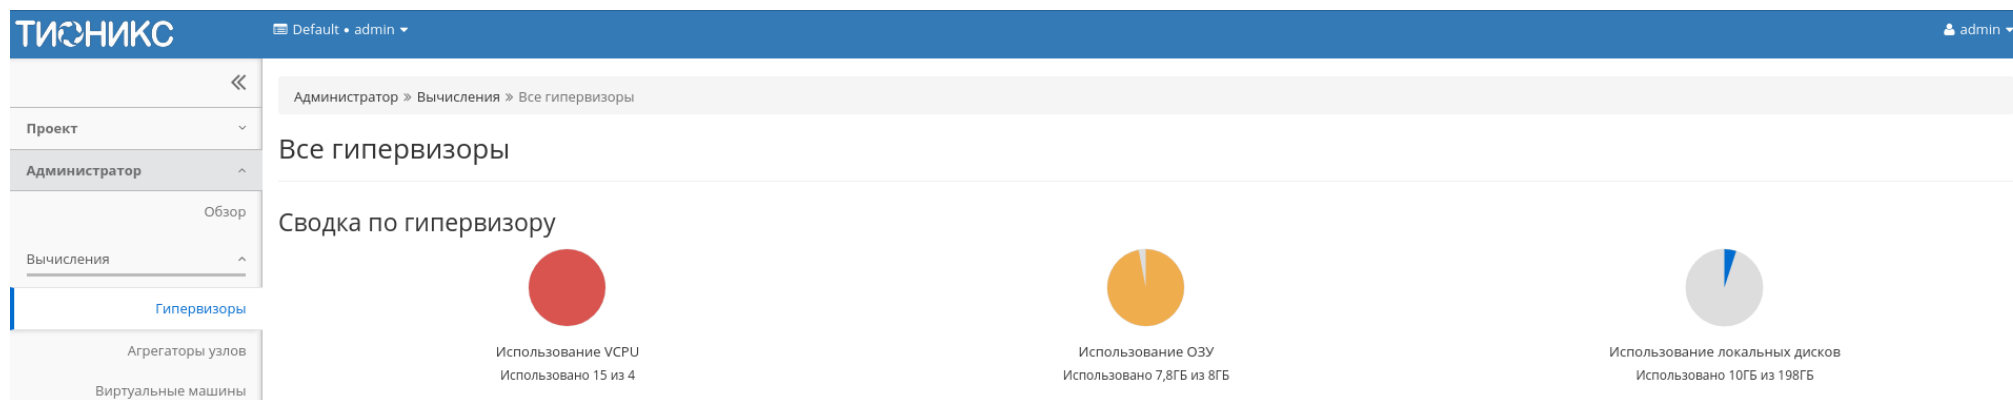 ТИОНИКС
Default • admin
admin
Администратор » Вычисления » Все гипервизоры
Проект
Администратор
Обзор
Вычисления
Гипервизоры
Агрегаторы узлов
Виртуальные машины
Все гипервизоры
Сводка по гипервизору
Использование VCPU
Использовано 15 из 4
Использование ОЗУ
Использовано 7,8ГБ из 8ГБ
Использование локальных дисков
Использовано 10ГБ из 198ГБ